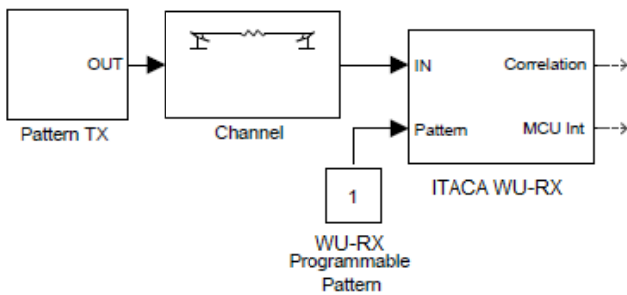 OUT
Pattern TX
Channel
IN
Correlation
Pattern
MCU Int
ITACA WU-RX
1
WU-RX
Programmable
Pattern